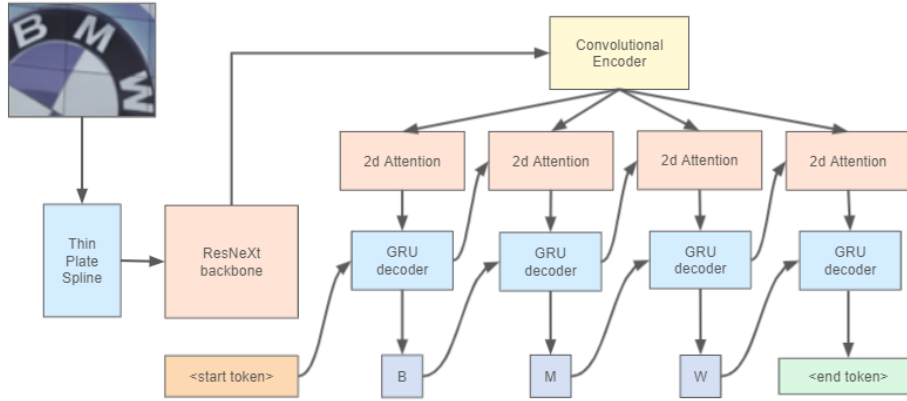 B M W
Convolutional
Encoder
2d Attention
2d Attention
2d Attention
2d Attention
Thin
Plate
Spline
ResNeXt
backbone
GRU
decoder
GRU
decoder
GRU
decoder
GRU
decoder
<start token>
B
M
W
<end token>